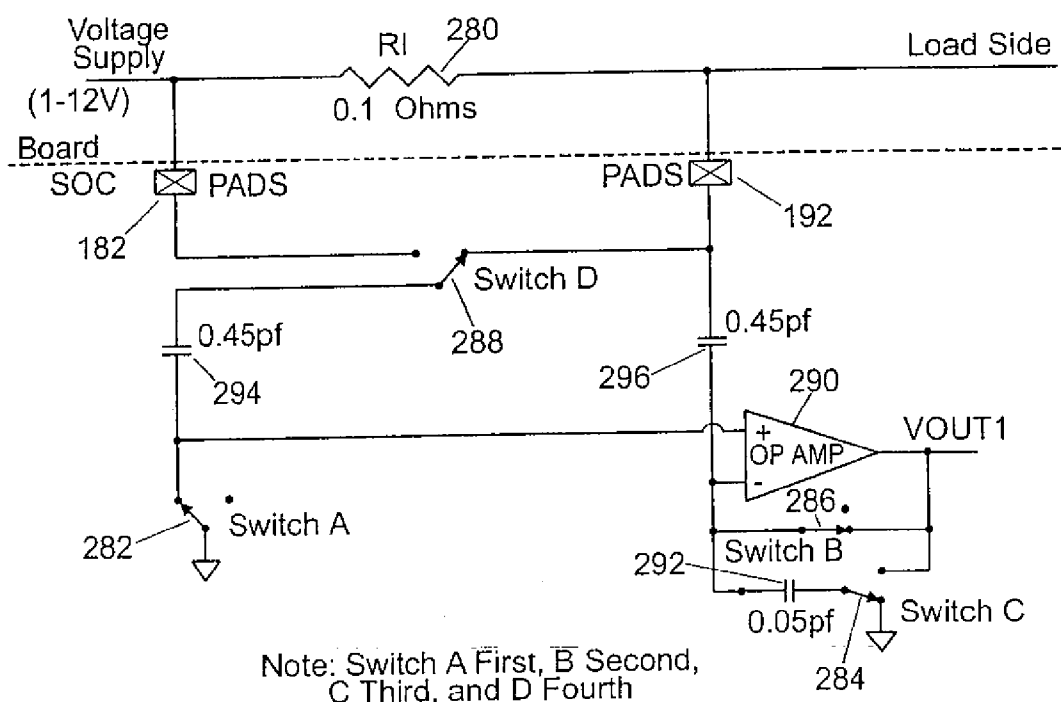 Voltage
Supply
(1-12V)
RI
280
0.1 Ohms
Load Side
Board
SOC
PADS
PADS
182
192
Switch D
288
0.45pf
294
0.45pf
296
290
+
OP AMP
-
VOUT1
286
Switch A
282
Switch B
292
0.05pf
Switch C
284
Note: Switch A First, B Second,
C Third, and D Fourth